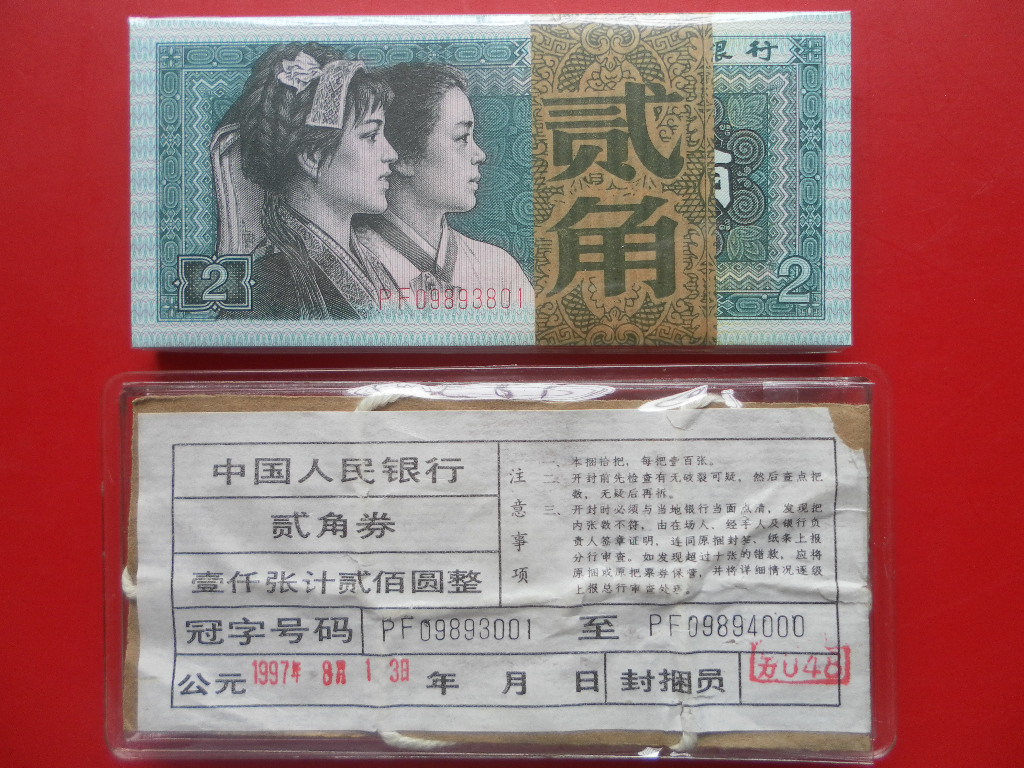 银行
贰角
2
2
PF09893801
中国人民银行
贰角券
壹仟张计贰佰圆整
注意事项
一、本捆拾把，每把壹百张。
二、开封前先检查有无破裂可疑，然后查点把
数，无疑后再拆。
三、开封时必须与当地银行当面点清，发现把
内张数不符，由在场人、经手人及银行负
责人签章证明，连同原捆封签、纸条上报
分行审查。如发现超过十张的错款，应将
原捆或原把票券保管，并将详细情况逐级
上报总行审查处理。
冠字号码 PF09893001 至 PF09894000
公元 1997年 8月 13日 年 月 日 封捆员 048